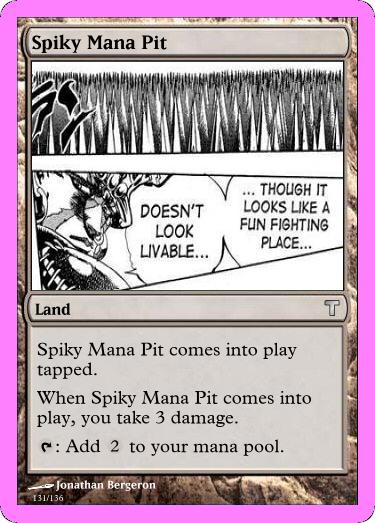 Spiky Mana Pit
DOESN'T
LOOK
LIVABLE...
... THOUGH IT
LOOKS LIKE A
FUN FIGHTING
PLACE...
Land
T
Spiky Mana Pit comes into play
tapped.
When Spiky Mana Pit comes into
play, you take 3 damage.
: Add 2 to your mana pool.
Jonathan Bergeron
131/136